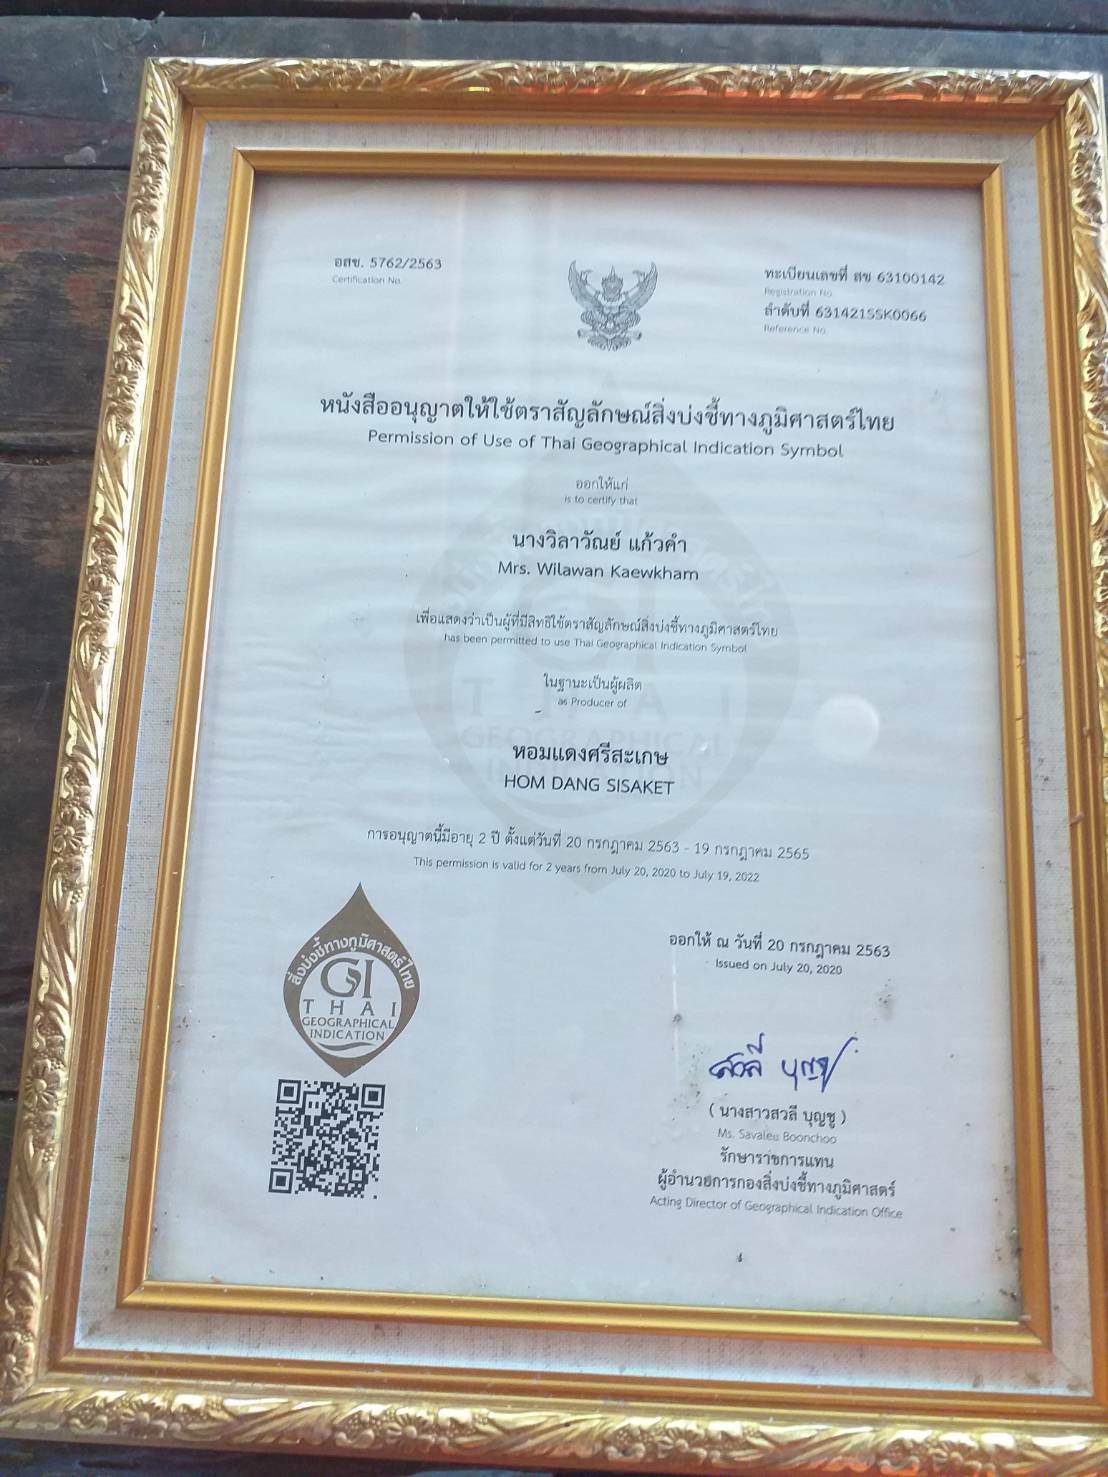 อสข. 5762/2563
Certification No.
ทะเบียนเลขที่ สช 63100142
Registration No.
ลำดับที่ 631421SSK0066
Reference No.
หนังสืออนุญาตให้ใช้ตราสัญลักษณ์สิ่งบ่งชี้ทางภูมิศาสตร์ไทย
Permission of Use of Thai Geographical Indication Symbol
ออกให้แก่
is to certify that
นางวิลาวัณย์ แก้วคำ
Mrs. Wilawan Kaewkham
เพื่อแสดงว่าเป็นผู้ที่มีสิทธิใช้ตราสัญลักษณ์สิ่งบ่งชี้ทางภูมิศาสตร์ไทย
has been permitted to use Thai Geographical Indication Symbol
ในฐานะเป็นผู้ผลิต
as Producer of
หอมแดงศรีสะเกษ
HOM DANG SISAKET
การอนุญาตนี้มีอายุ 2 ปี ตั้งแต่วันที่ 20 กรกฎาคม 2563 - 19 กรกฎาคม 2565
This permission is valid for 2 years from July 20, 2020 to July 19, 2022
สิ่งบ่งชี้ทางภูมิศาสตร์ไทย
GI
THAI
GEOGRAPHICAL
INDICATION
ออกให้ ณ วันที่ 20 กรกฎาคม 2563
Issued on July 20, 2020
สวลี บุญชู
( นางสาวสวลี บุญชู )
Ms. Savalee Boonchoo
รักษาราชการแทน
ผู้อำนวยการกองสิ่งบ่งชี้ทางภูมิศาสตร์
Acting Director of Geographical Indication Office